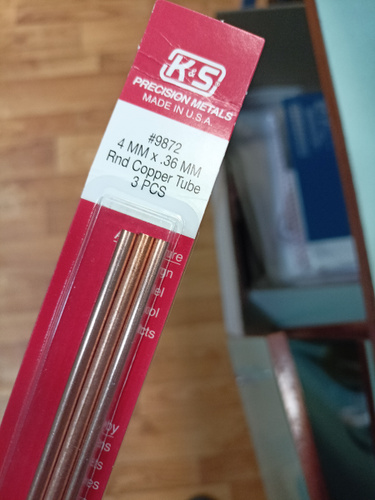 K&S
PRECISION METALS
MADE IN U.S.A
#9872
4 MM x .36 MM
Rnd Copper Tube
3 PCS